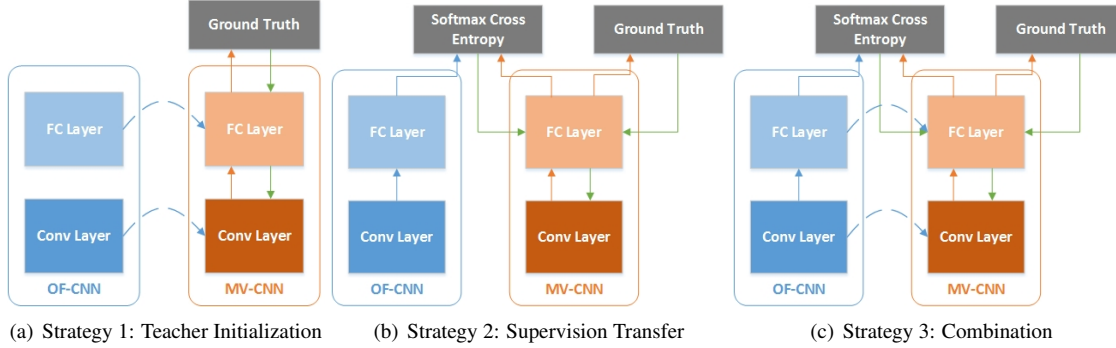 Ground Truth
FC Layer
FC Layer
Conv Layer
Conv Layer
OF-CNN
MV-CNN
(a) Strategy 1: Teacher Initialization
Softmax Cross
Entropy
Ground Truth
FC Layer
FC Layer
Conv Layer
Conv Layer
OF-CNN
MV-CNN
(b) Strategy 2: Supervision Transfer
Softmax Cross
Entropy
Ground Truth
FC Layer
FC Layer
Conv Layer
Conv Layer
OF-CNN
MV-CNN
(c) Strategy 3: Combination